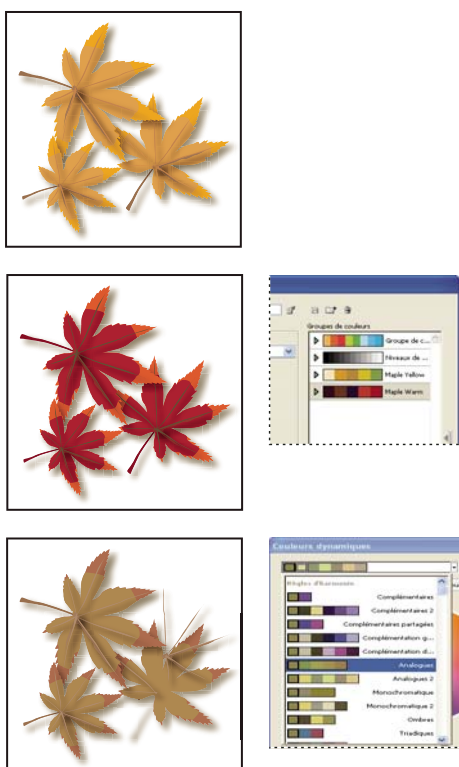 Groupes de couleurs
Groupe de c...
Niveaux de ...
Maple Yellow
Maple Warm
Couleurs dynamiques
Règles d'harmonie
Complémentaires
Complémentaires 2
Complémentaires partagées
Complémentation g...
Complémentation d...
Analogues
Analogues 2
Monochromatique
Monochromatique 2
Ombres
Triadiques